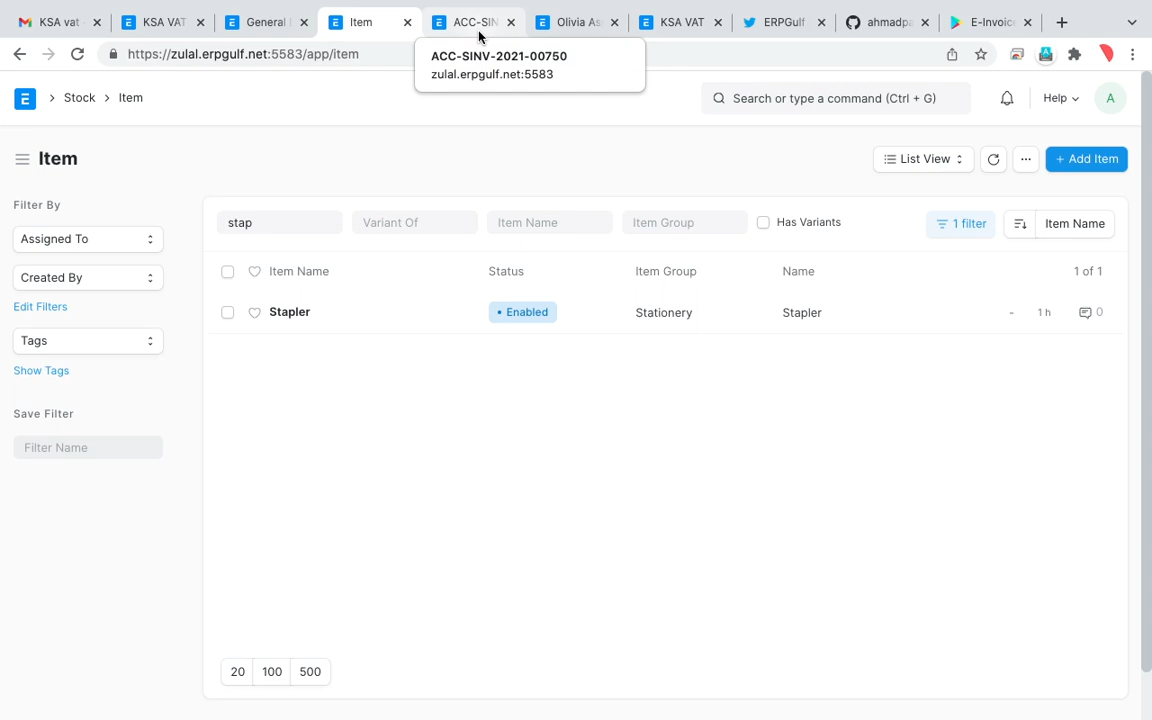 KSA vat
KSA VAT
General
Item
ACC-SIN
Olivia As
KSA VAT
ERPGulf
ahmadpa
E-Invoic
https://zulal.erpgulf.net:5583/app/item
ACC-SINV-2021-00750
zulal.erpgulf.net:5583
E
Stock
Item
Search or type a command (Ctrl + G)
Help
A
Item
List View
+ Add Item
Filter By
Assigned To
Created By
Edit Filters
Tags
Show Tags
Save Filter
Filter Name
stap
Variant Of
Item Name
Item Group
Has Variants
1 filter
Item Name
Item Name
Status
Item Group
Name
1 of 1
Stapler
Enabled
Stationery
Stapler
-
1 h
0
20
100
500